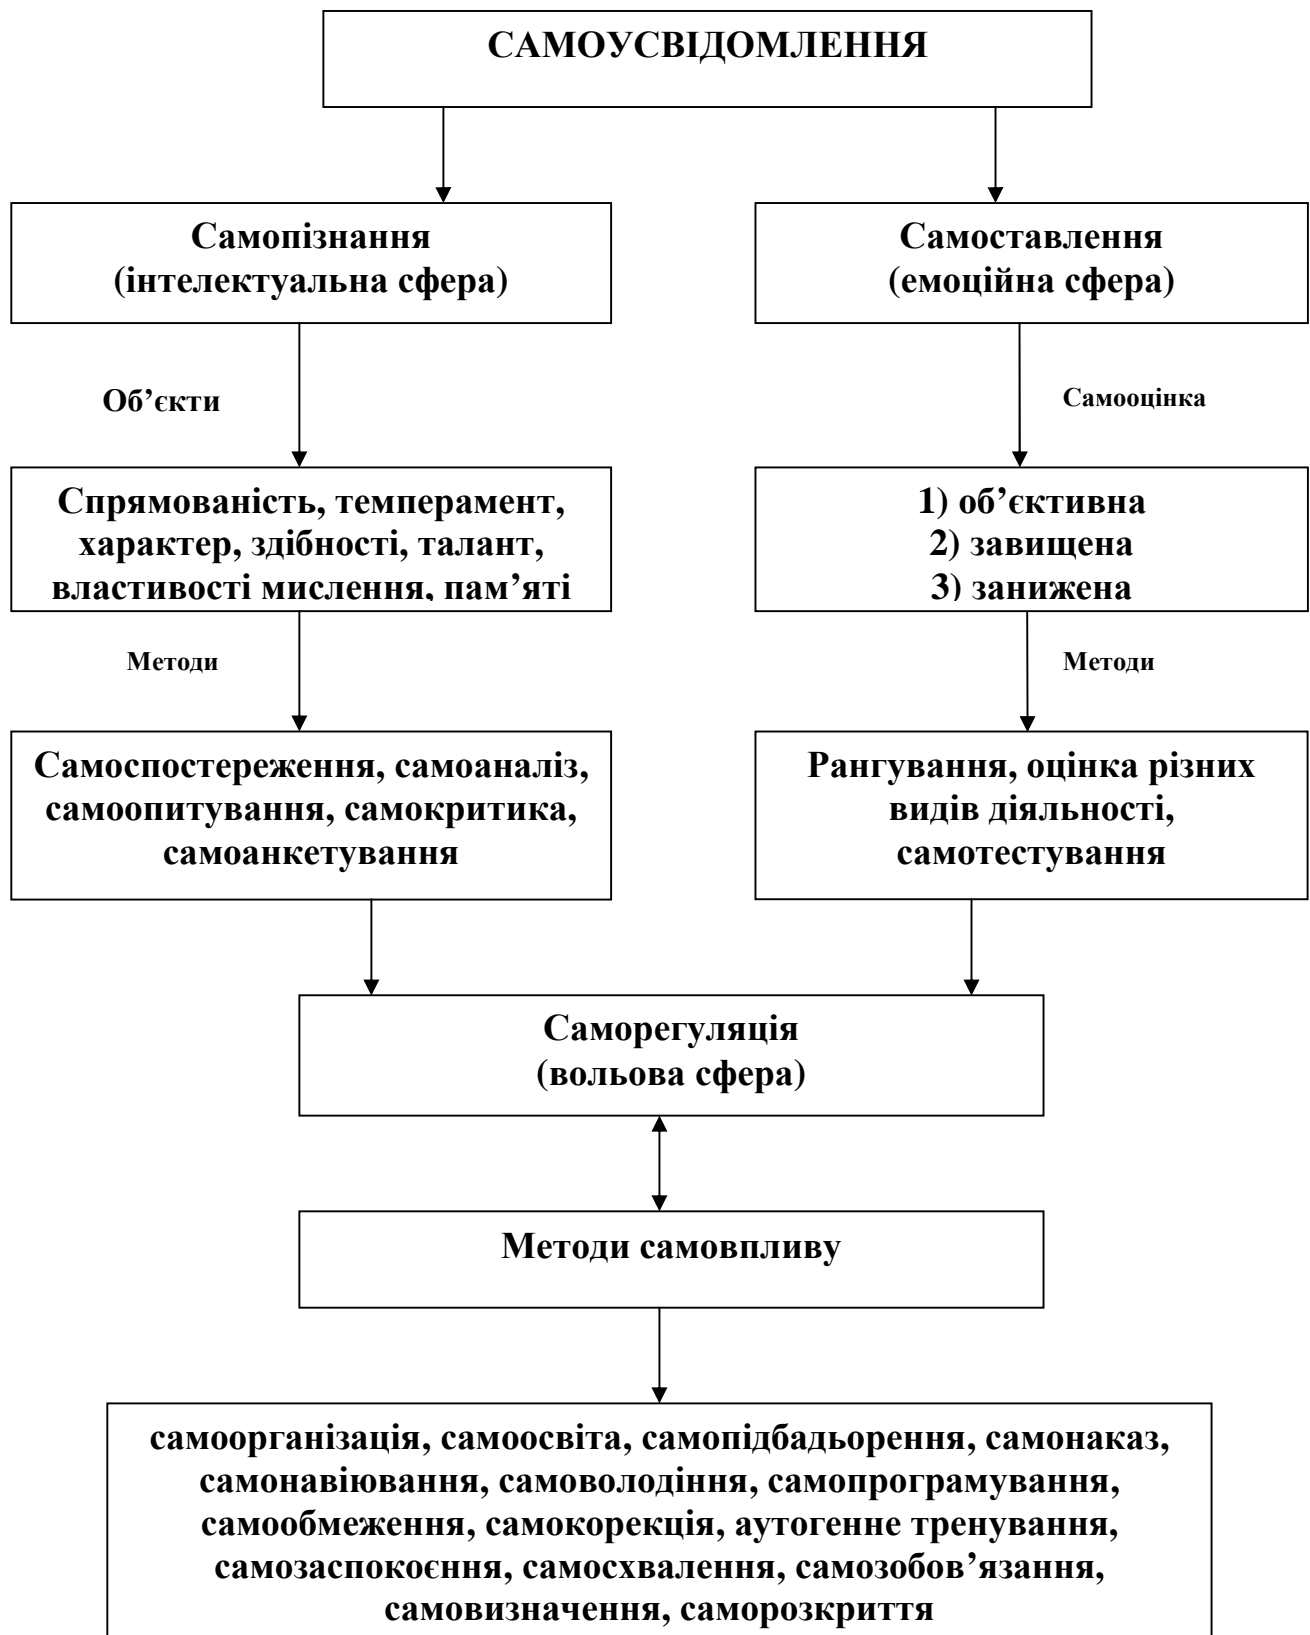 САМОУСВІДОМЛЕННЯ
Самопізнання
(інтелектуальна сфера)
Самоставлення
(емоційна сфера)
Об’єкти
Самооцінка
Спрямованість, темперамент,
характер, здібності, талант,
властивості мислення, пам’яті
1) об’єктивна
2) завищена
3) занижена
Методи
Методи
Самоспостереження, самоаналіз,
самоопитування, самокритика,
самоанкетування
Рангування, оцінка різних
видів діяльності,
самотестування
Саморегуляція
(вольова сфера)
Методи самовпливу
самоорганізація, самоосвіта, самопідбадьорення, самонаказ,
самонавіювання, самоволодіння, самопрограмування,
самообмеження, самокорекція, аутогенне тренування,
самозаспокоєння, самосхвалення, самозобов’язання,
самовизначення, саморозкриття